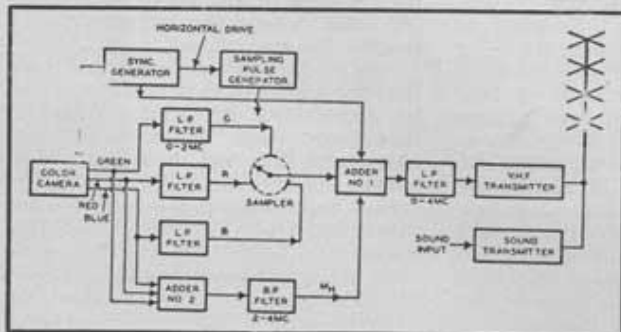 HORIZONTAL DRIVE
SYNC.
GENERATOR
SAMPLING
PULSE
GENERATOR
L.P.
FILTER
0-2MC
G
GREEN
COLOR
CAMERA
RED
BLUE
L.P.
FILTER
R
SAMPLER
ADDER
NO. 1
L.P.
FILTER
0-4MC
V.H.F.
TRANSMITTER
L.P.
FILTER
B
SOUND
INPUT
SOUND
TRANSMITTER
ADDER
NO. 2
B.P.
FILTER
2-4MC
MH